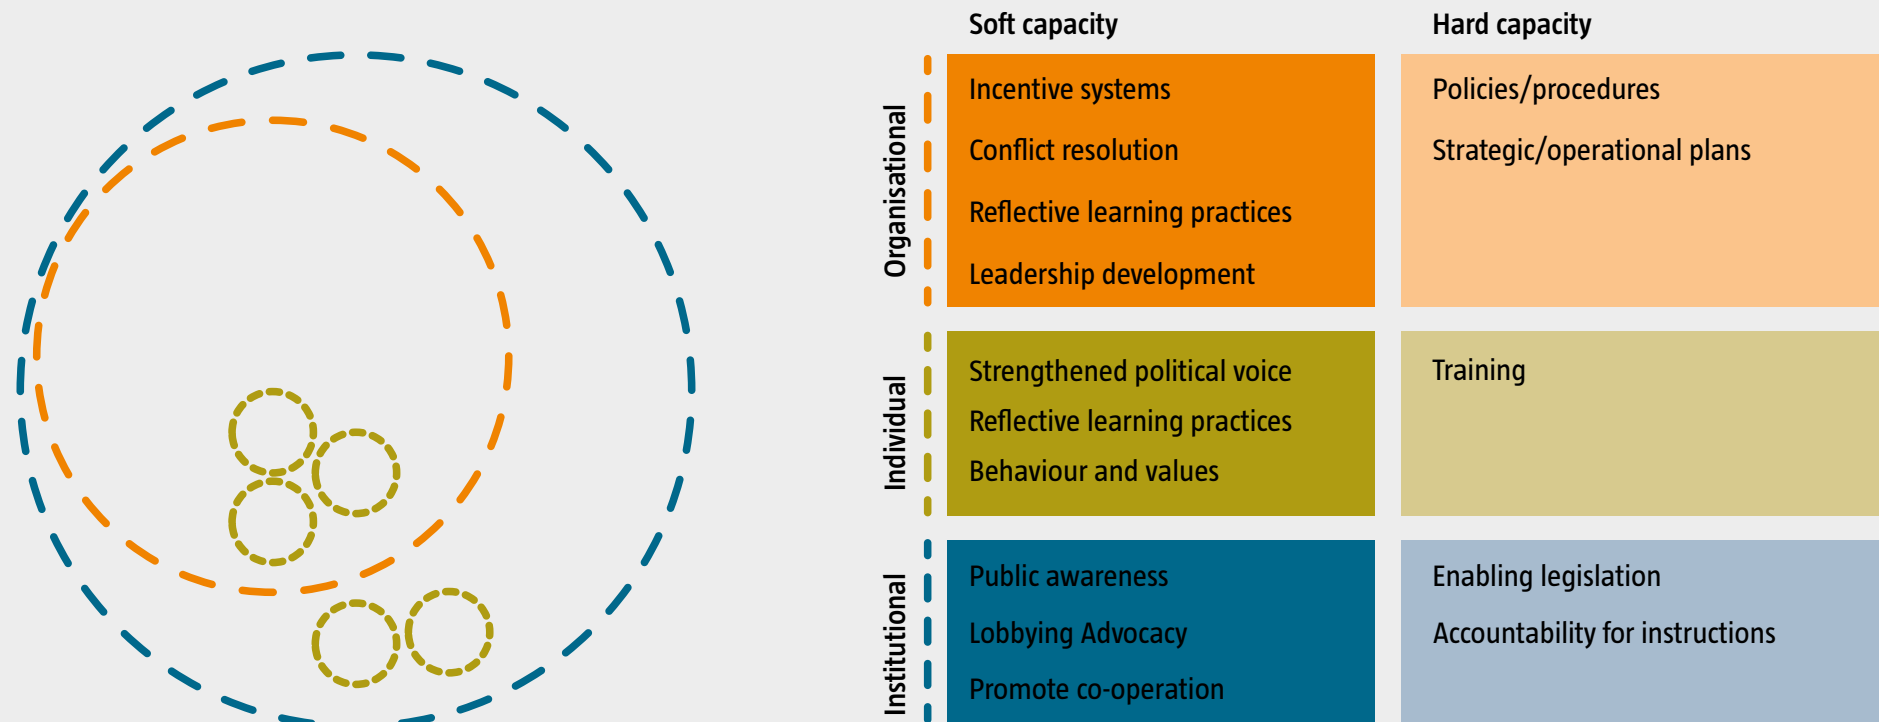 Soft capacity
Hard capacity
Organisational
Incentive systems
Conflict resolution
Reflective learning practices
Leadership development
Policies/procedures
Strategic/operational plans
Individual
Strengthened political voice
Reflective learning practices
Behaviour and values
Training
Institutional
Public awareness
Lobbying Advocacy
Promote co-operation
Enabling legislation
Accountability for instructions